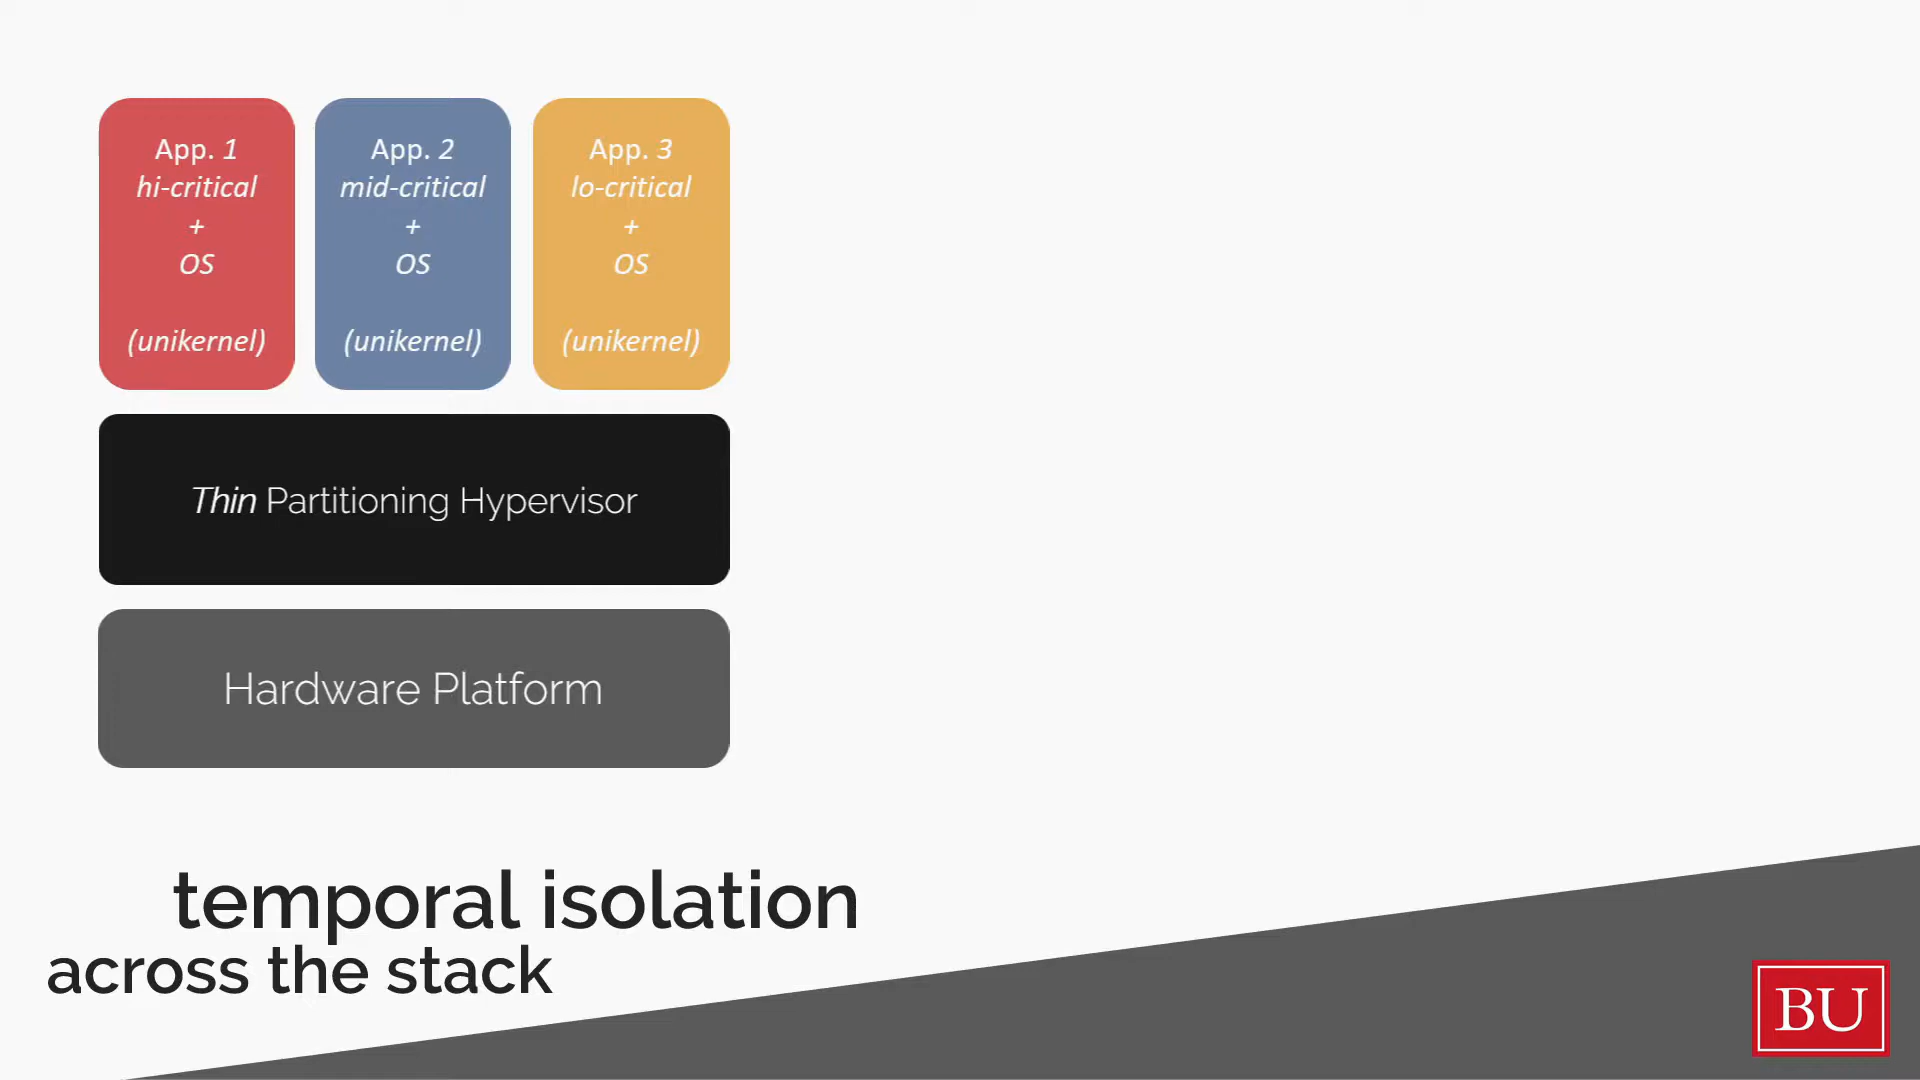 App. 1
hi-critical
+
OS
(unikernel)
App. 2
mid-critical
+
OS
(unikernel)
App. 3
lo-critical
+
OS
(unikernel)
Thin Partitioning Hypervisor
Hardware Platform
temporal isolation
across the stack
BU